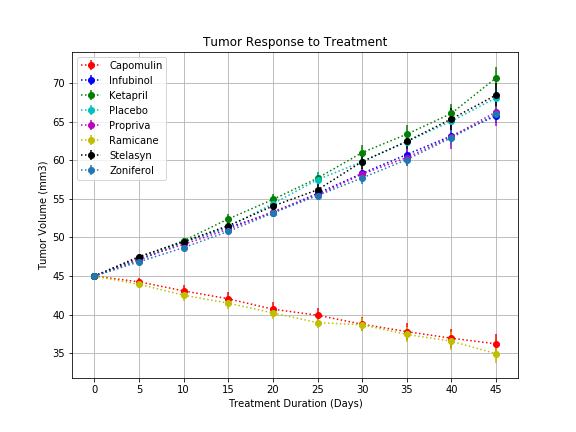 Tumor Response to Treatment
Capomulin
Infubinol
Ketapril
Placebo
Propriva
Ramicane
Stelasyn
Zoniferol
Tumor Volume (mm3)
70
65
60
55
50
45
40
35
0 5 10 15 20 25 30 35 40 45
Treatment Duration (Days)